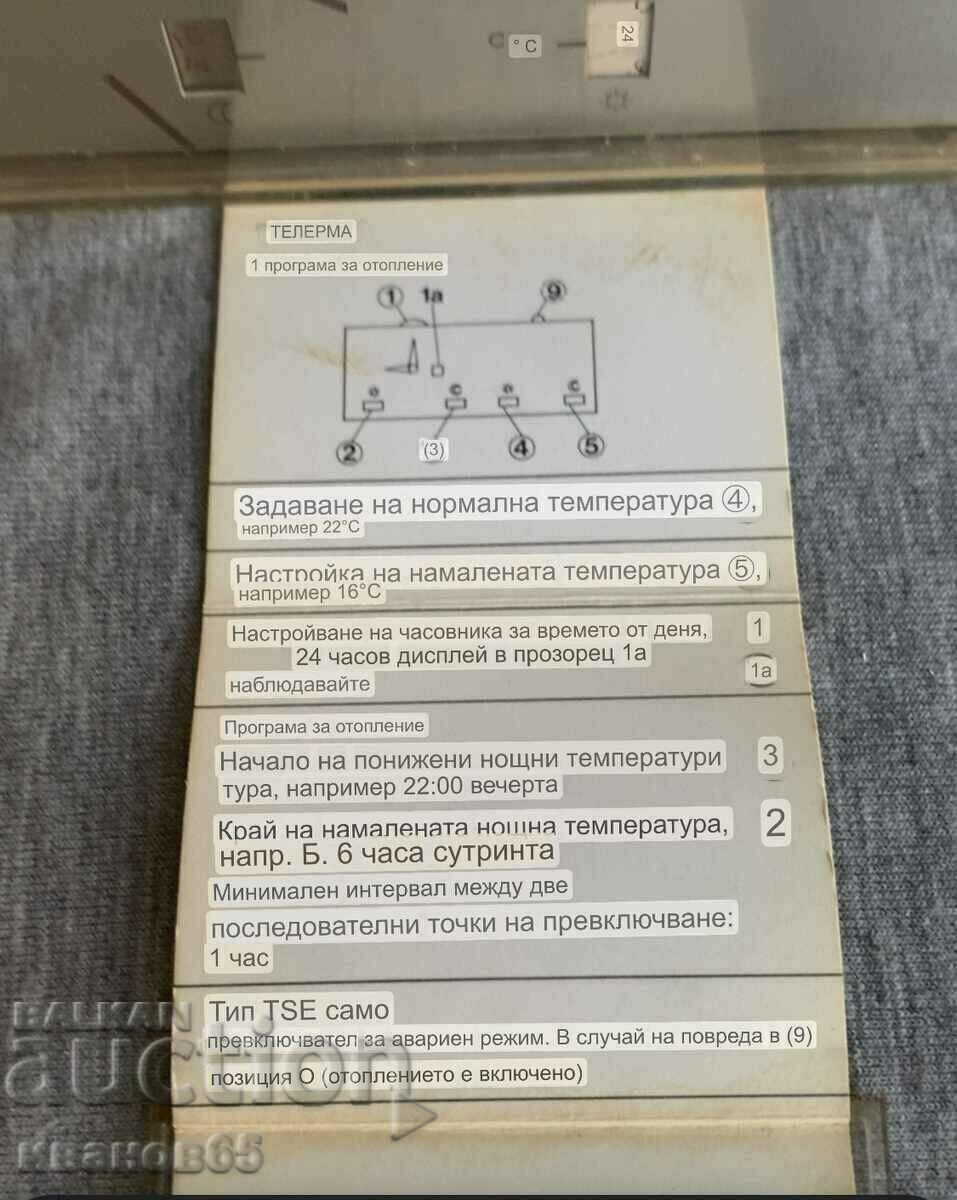 24
° C
ТЕЛЕРМА
1 програма за отопление
1 1a 9
2 (3) 4 5
Задаване на нормална температура ④,
например 22°C
Настройка на намалената температура ⑤,
например 16°C
Настройване на часовника за времето от деня, 1
24 часов дисплей в прозорец 1а 1a
наблюдавайте
Програма за отопление
Начало на понижени нощни температури 3
тура, например 22:00 вечерта
Край на намалената нощна температура, 2
напр. Б. 6 часа сутринта
Минимален интервал между две
последователни точки на превключване:
1 час
Тип TSE само
превключвател за авариен режим. В случай на повреда в (9)
позиция О (отоплението е включено)
BALKAN
auction
кванов65